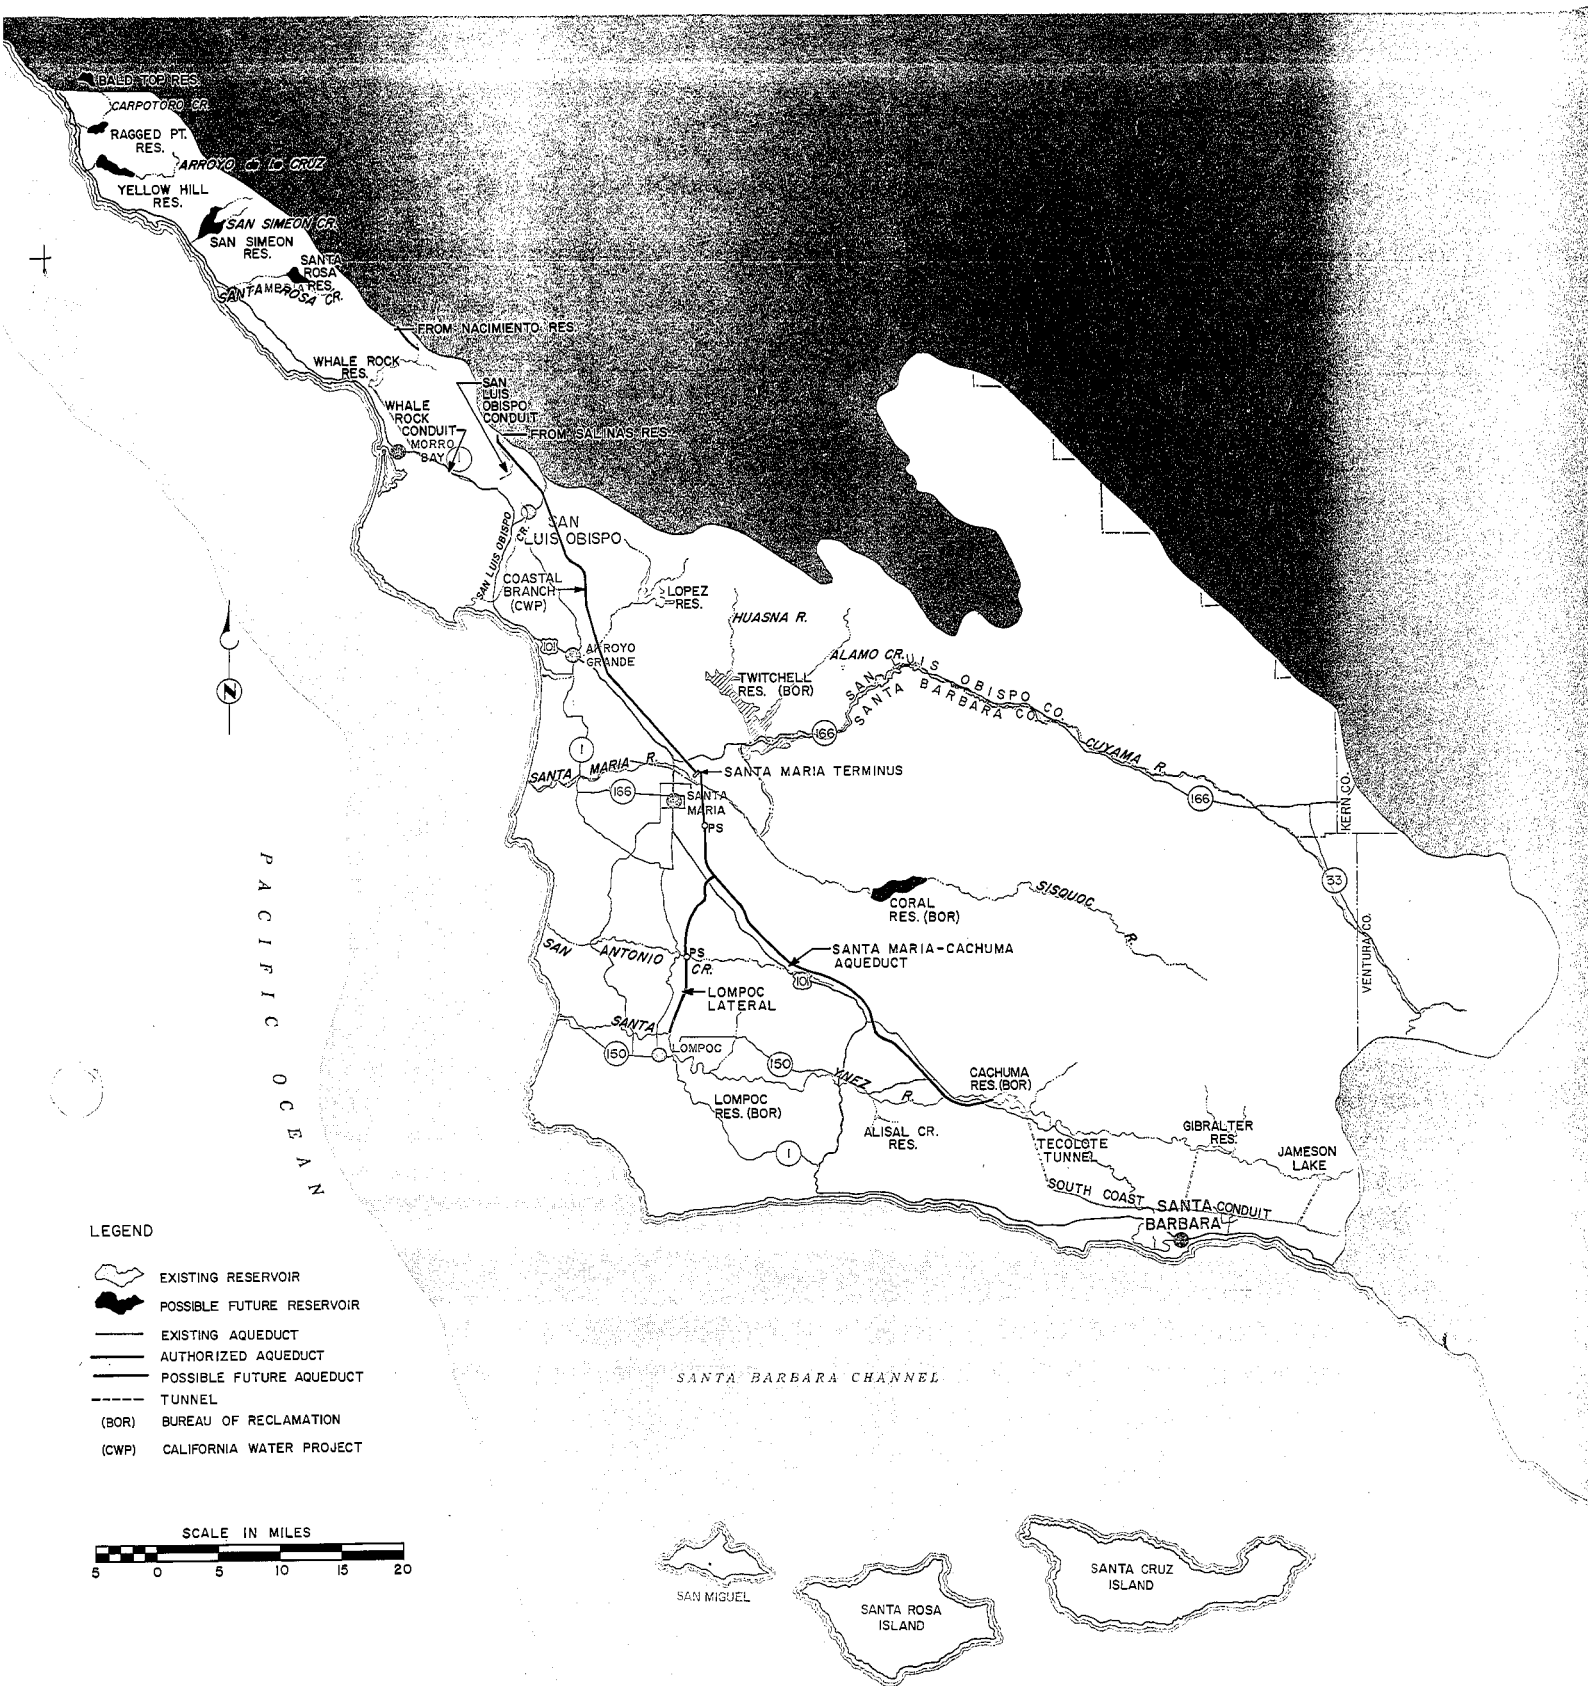 BALD TOP RES.
CARPOTORO CR.
RAGGED PT.
RES.
ARROYO de la CRUZ
YELLOW HILL
RES.
SAN SIMEON CR.
SAN SIMEON
RES.
SANTA
ROSA
RES.
SANTA ROSA CR.
FROM NACIMIENTO RES.
WHALE ROCK
RES.
SAN
LUIS
OBISPO
CONDUIT
WHALE
ROCK
CONDUIT
FROM SALINAS RES.
MORRO
BAY
1
SAN LUIS OBISPO
CR.
SAN
LUIS OBISPO
COASTAL
BRANCH
(CWP)
LOPEZ
RES.
HUASNA R.
101
ARROYO
GRANDE
ALAMO CR.
TWITCHELL
RES. (BOR)
SAN LUIS OBISPO CO.
SANTA BARBARA CO.
166
CUYAMA R.
1
SANTA MARIA R.
SANTA MARIA TERMINUS
166
SANTA
MARIA
166
KERN CO.
PS
33
CORAL
RES. (BOR)
SISQUOC
R.
VENTURA CO.
PACIFIC OCEAN
SAN ANTONIO
CR.
PS
SANTA MARIA-CACHUMA
AQUEDUCT
101
LOMPOC
LATERAL
SANTA
150
LOMPOC
150
YNEZ
R.
CACHUMA
RES. (BOR)
LOMPOC
RES. (BOR)
ALISAL CR.
RES.
1
TECOLOTE
TUNNEL
GIBRALTER
RES.
JAMESON
LAKE
SOUTH COAST
CONDUIT
SANTA
BARBARA
LEGEND
EXISTING RESERVOIR
POSSIBLE FUTURE RESERVOIR
EXISTING AQUEDUCT
AUTHORIZED AQUEDUCT
POSSIBLE FUTURE AQUEDUCT
TUNNEL
(BOR) BUREAU OF RECLAMATION
(CWP) CALIFORNIA WATER PROJECT
SANTA BARBARA CHANNEL
SCALE IN MILES
5 0 5 10 15 20
SAN MIGUEL
SANTA ROSA
ISLAND
SANTA CRUZ
ISLAND
N